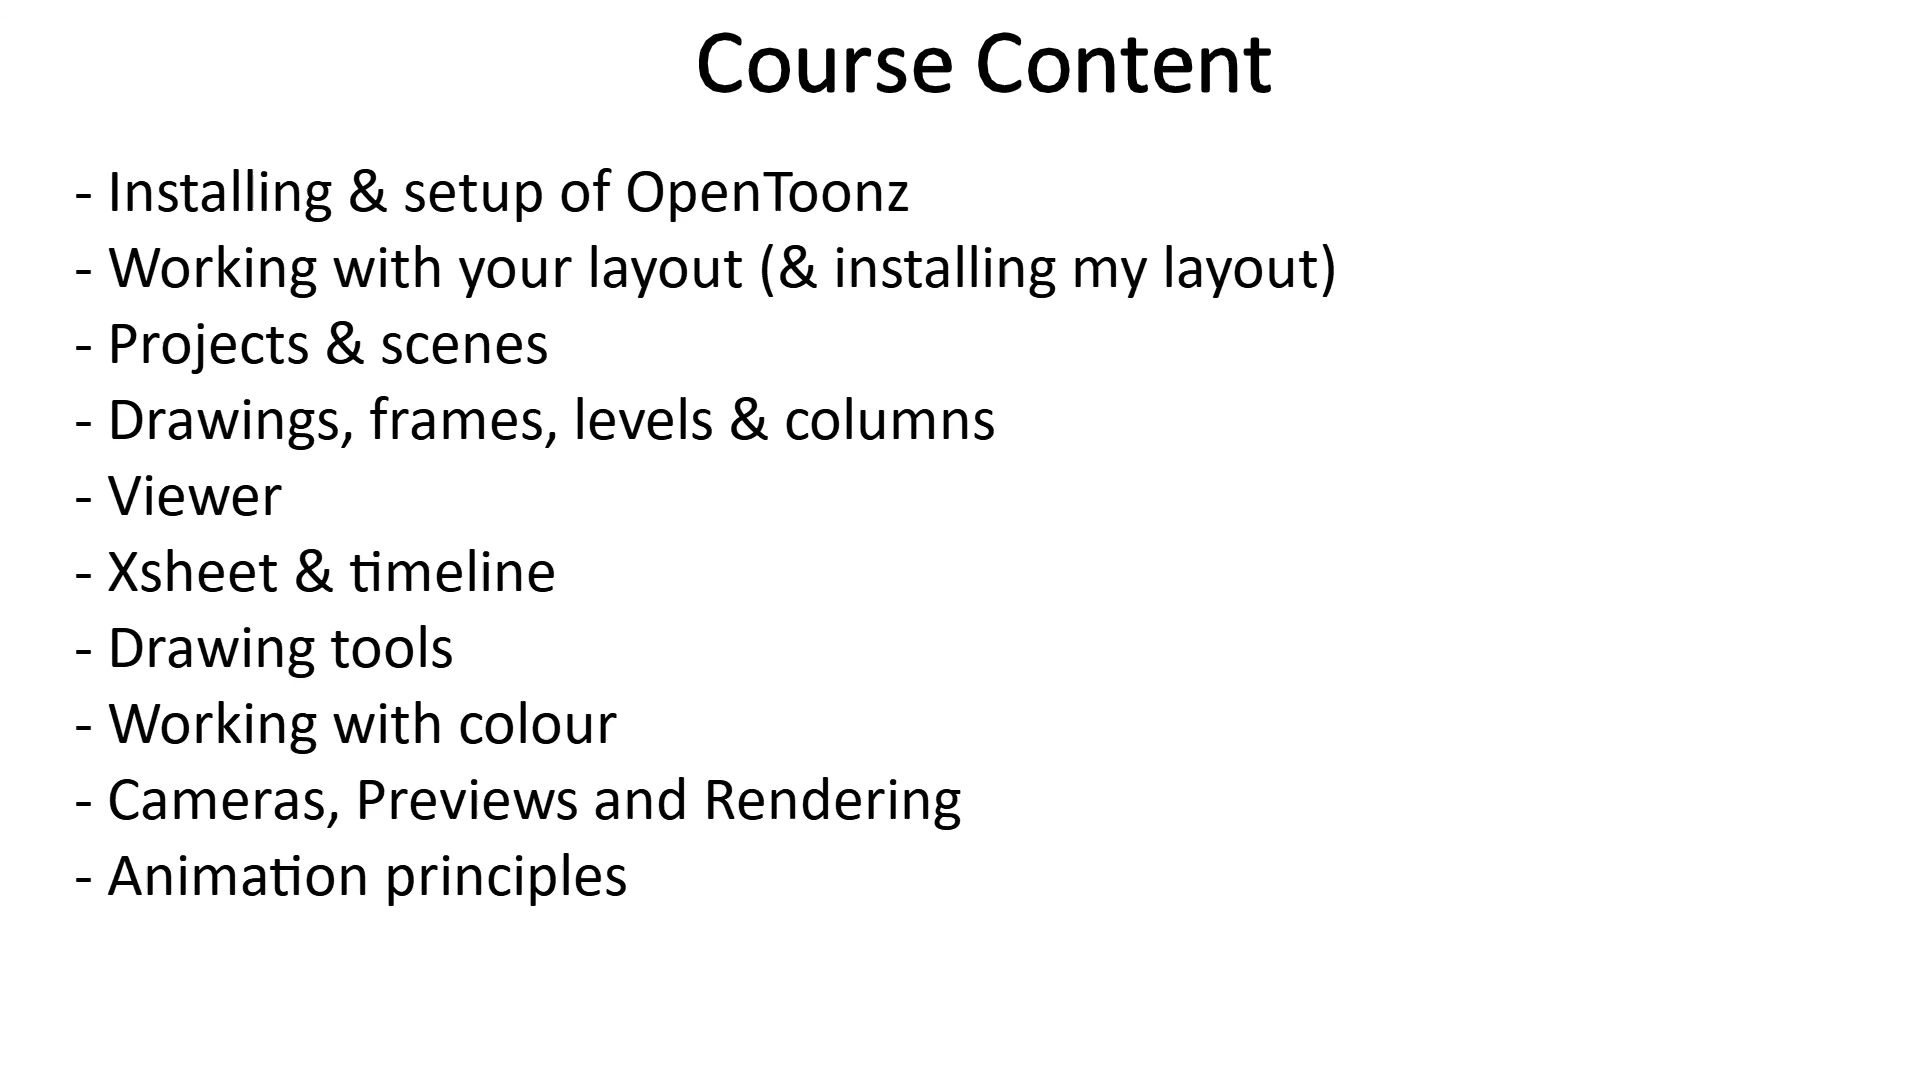 Course Content
- Installing & setup of OpenToonz
- Working with your layout (& installing my layout)
- Projects & scenes
- Drawings, frames, levels & columns
- Viewer
- Xsheet & timeline
- Drawing tools
- Working with colour
- Cameras, Previews and Rendering
- Animation principles